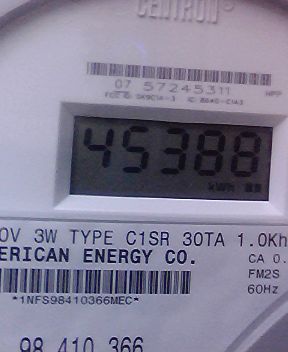 CENTRON®
07 57245311
HPP
45388
kWh
0V 3W TYPE C1SR 30TA 1.0Kh
ERICAN ENERGY CO.
CA 0.
FM2S
60Hz
*1NFS98410366MEC*
98 410 366